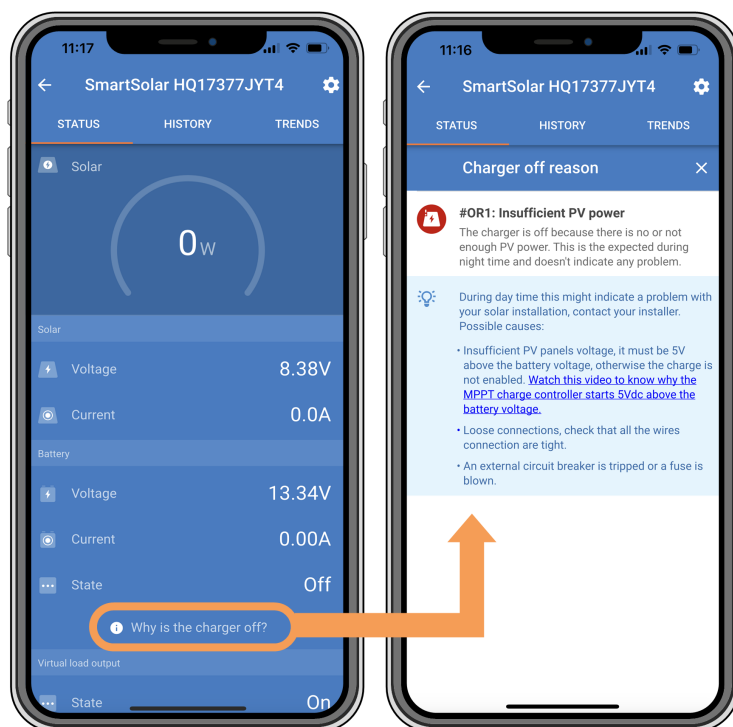 11:17
SmartSolar HQ17377JYT4
STATUS
HISTORY
TRENDS
Solar
0W
Solar
Voltage
8.38V
Current
0.0A
Battery
Voltage
13.34V
Current
0.00A
State
Off
Why is the charger off?
Virtual load output
State
On
11:16
SmartSolar HQ17377JYT4
STATUS
HISTORY
TRENDS
Charger off reason
#OR1: Insufficient PV power
The charger is off because there is no or not
enough PV power. This is the expected during
night time and doesn't indicate any problem.
During day time this might indicate a problem with
your solar installation, contact your installer.
Possible causes:
• Insufficient PV panels voltage, it must be 5V
above the battery voltage, otherwise the charge is
not enabled. Watch this video to know why the
MPPT charge controller starts 5Vdc above the
battery voltage.
• Loose connections, check that all the wires
connection are tight.
• An external circuit breaker is tripped or a fuse is
blown.